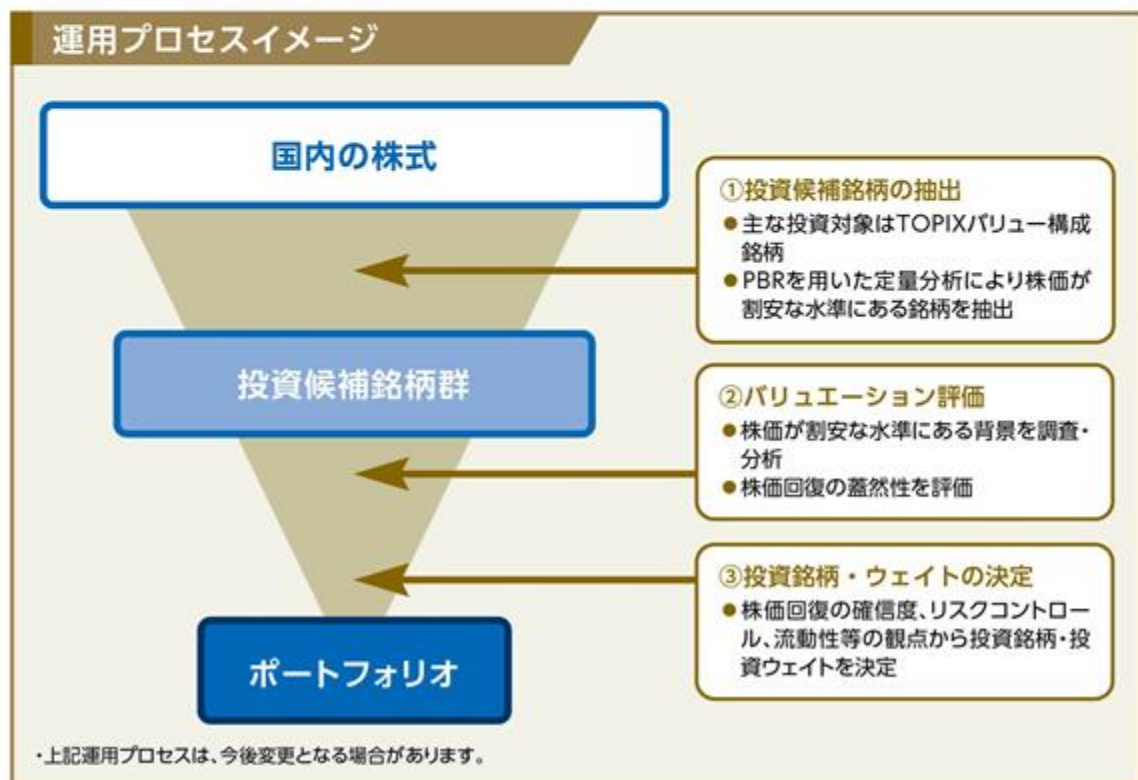 運用プロセスイメージ
国内の株式
①投資候補銘柄の抽出
●主な投資対象はTOPIXバリュー構成
銘柄
●PBRを用いた定量分析により株価が
割安な水準にある銘柄を抽出
投資候補銘柄群
②バリュエーション評価
●株価が割安な水準にある背景を調査・
分析
●株価回復の蓋然性を評価
③投資銘柄・ウェイトの決定
●株価回復の確信度、リスクコントロー
ル、流動性等の観点から投資銘柄・投
資ウェイトを決定
ポートフォリオ
・上記運用プロセスは、今後変更となる場合があります。